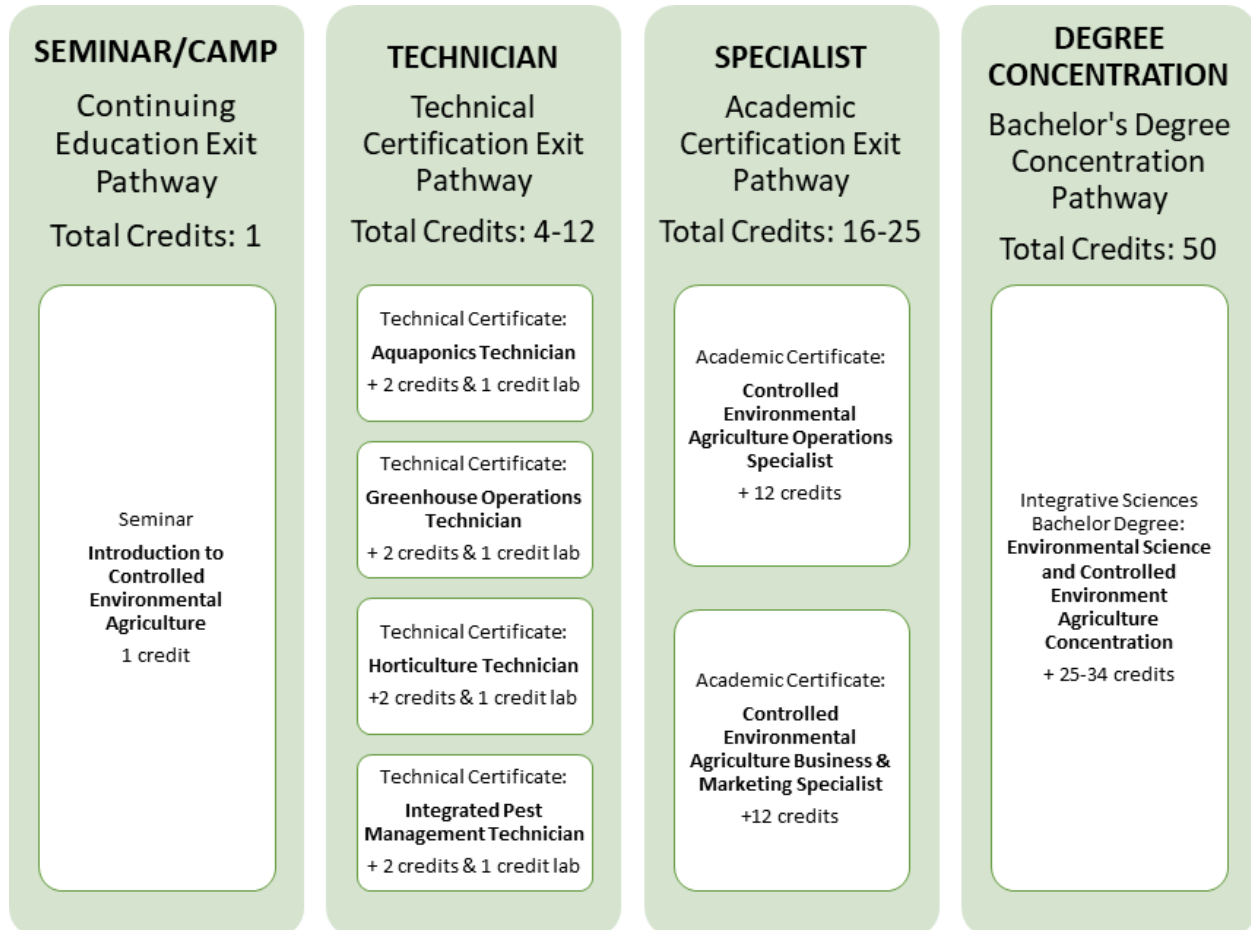 SEMINAR/CAMP
Continuing
Education Exit
Pathway
Total Credits: 1
Seminar
Introduction to
Controlled
Environmental
Agriculture
1 credit
TECHNICIAN
Technical
Certification Exit
Pathway
Total Credits: 4-12
Technical Certificate:
Aquaponics Technician
+ 2 credits & 1 credit lab
Technical Certificate:
Greenhouse Operations
Technician
+ 2 credits & 1 credit lab
Technical Certificate:
Horticulture Technician
+2 credits & 1 credit lab
Technical Certificate:
Integrated Pest
Management Technician
+ 2 credits & 1 credit lab
SPECIALIST
Academic
Certification Exit
Pathway
Total Credits: 16-25
Academic Certificate:
Controlled
Environmental
Agriculture Operations
Specialist
+ 12 credits
Academic Certificate:
Controlled
Environmental
Agriculture Business &
Marketing Specialist
+12 credits
DEGREE
CONCENTRATION
Bachelor's Degree
Concentration
Pathway
Total Credits: 50
Integrative Sciences
Bachelor Degree:
Environmental Science
and Controlled
Environment
Agriculture
Concentration
+ 25-34 credits